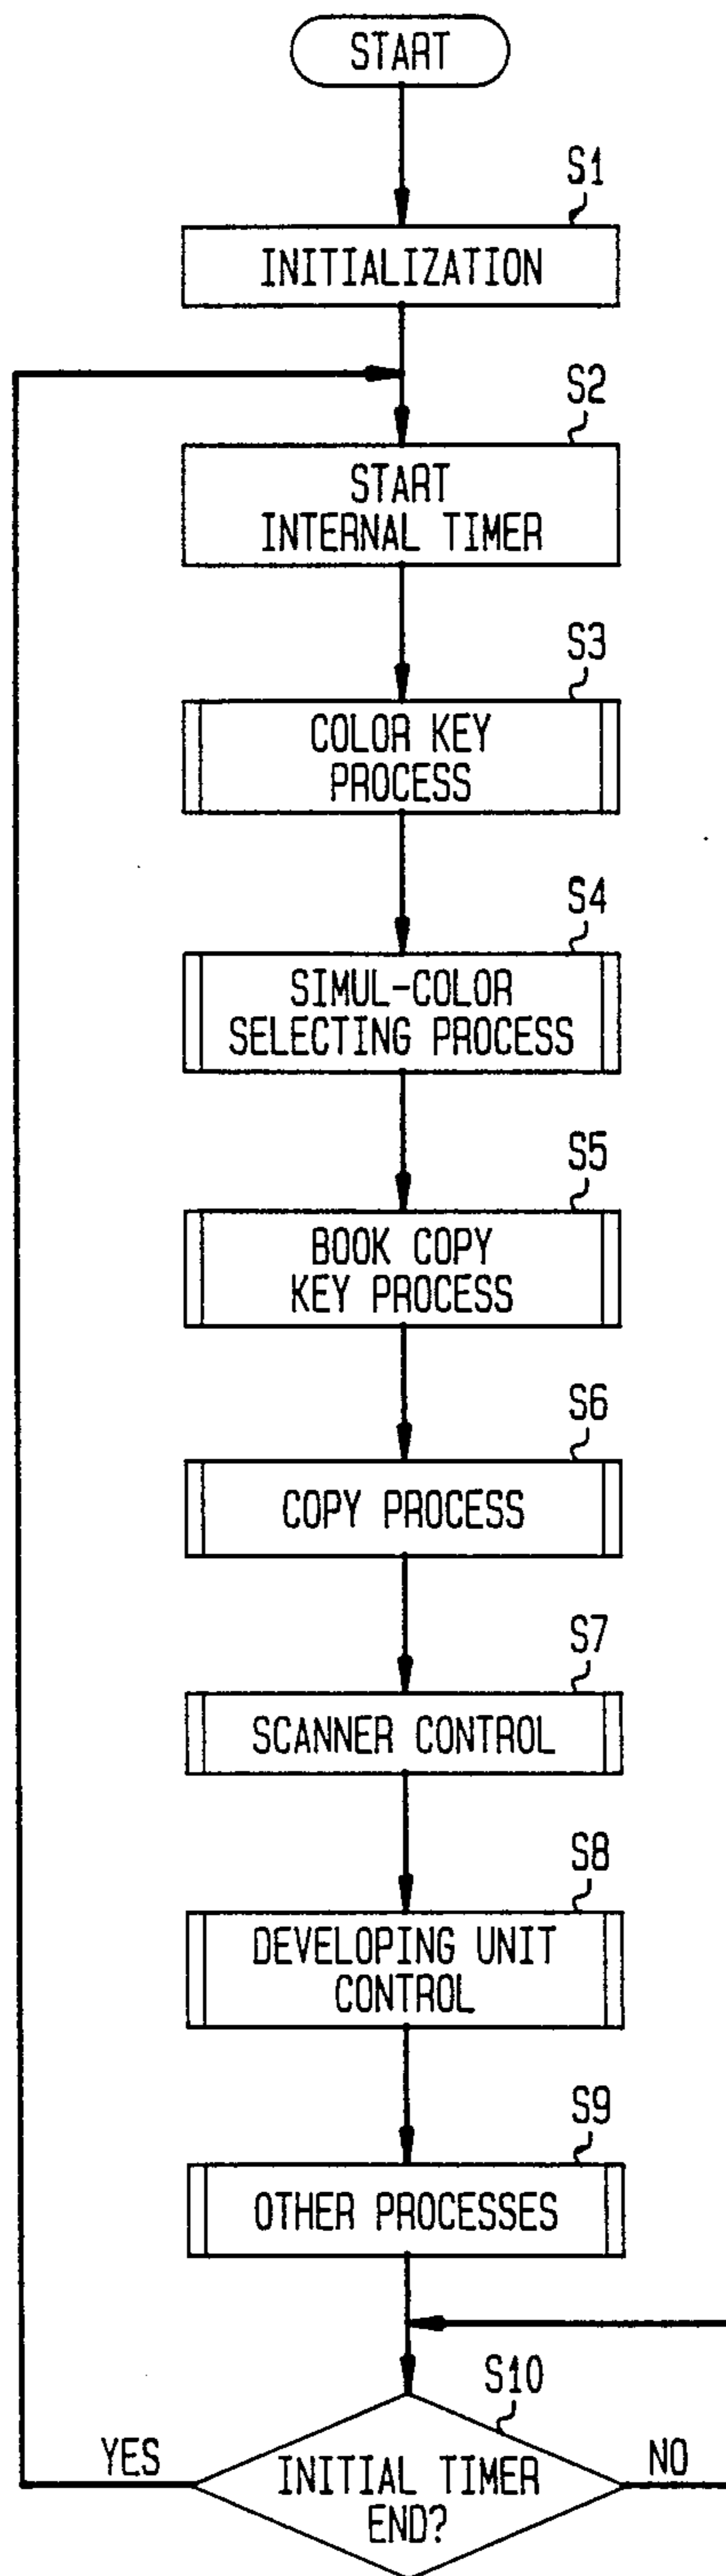 START
S1
INITIALIZATION
S2
START
INTERNAL TIMER
S3
COLOR KEY
PROCESS
S4
SIMUL-COLOR
SELECTING PROCESS
S5
BOOK COPY
KEY PROCESS
S6
COPY PROCESS
S7
SCANNER CONTROL
S8
DEVELOPING UNIT
CONTROL
S9
OTHER PROCESSES
S10
YES
INITIAL TIMER
END?
NO